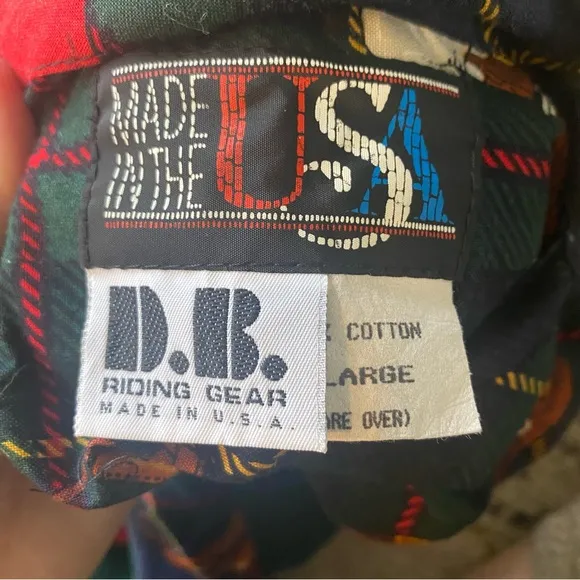 MADE
IN THE
USA
D.B.
RIDING GEAR
MADE IN U.S.A.
% COTTON
LARGE
ARE OVER)